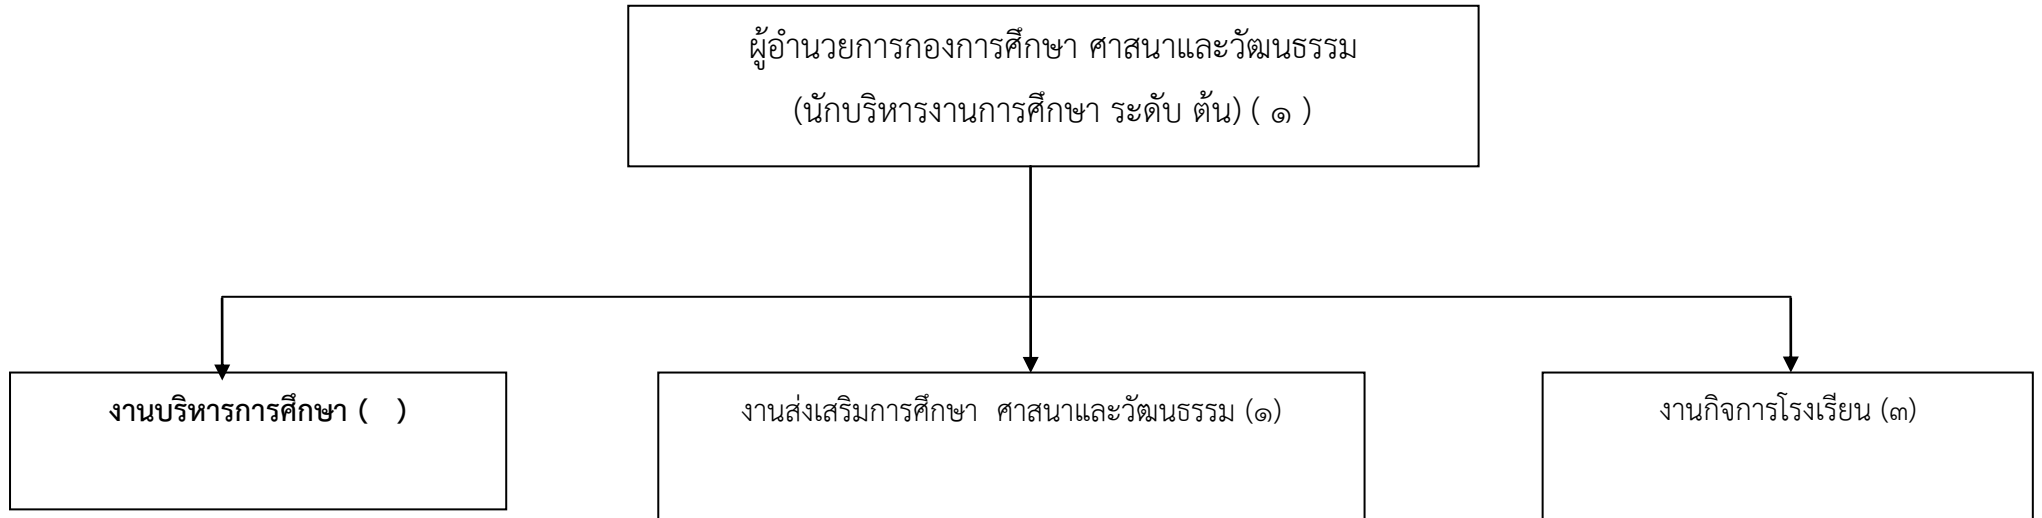 ผู้อำนวยการกองการศึกษา ศาสนาและวัฒนธรรม
(นักบริหารงานการศึกษา ระดับ ต้น) ( ๑ )
งานบริหารการศึกษา (   )
งานส่งเสริมการศึกษา  ศาสนาและวัฒนธรรม (๑)
งานกิจการโรงเรียน (๓)